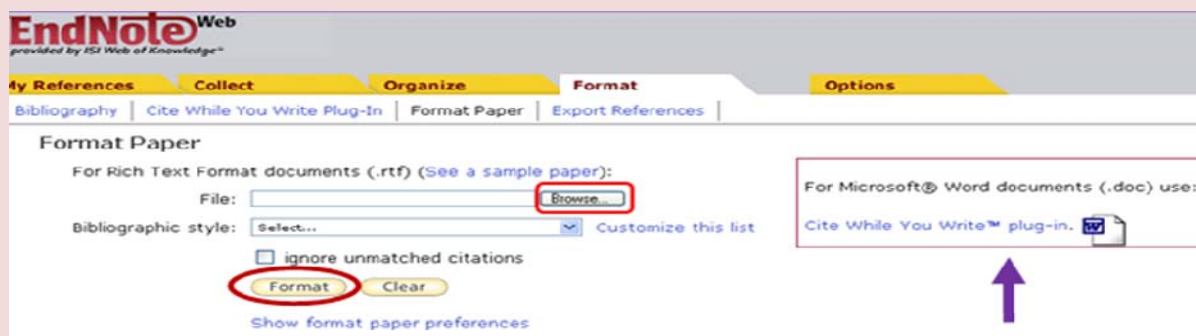 EndNote Web
provided by ISI Web of Knowledge℠
My References Collect Organize Format Options
Bibliography | Cite While You Write Plug-In | Format Paper | Export References |
Format Paper
For Rich Text Format documents (.rtf) (See a sample paper):
File: Browse...
Bibliographic style: Select... Customize this list
ignore unmatched citations
Format Clear
Show format paper preferences
For Microsoft® Word documents (.doc) use:
Cite While You Write™ plug-in. W